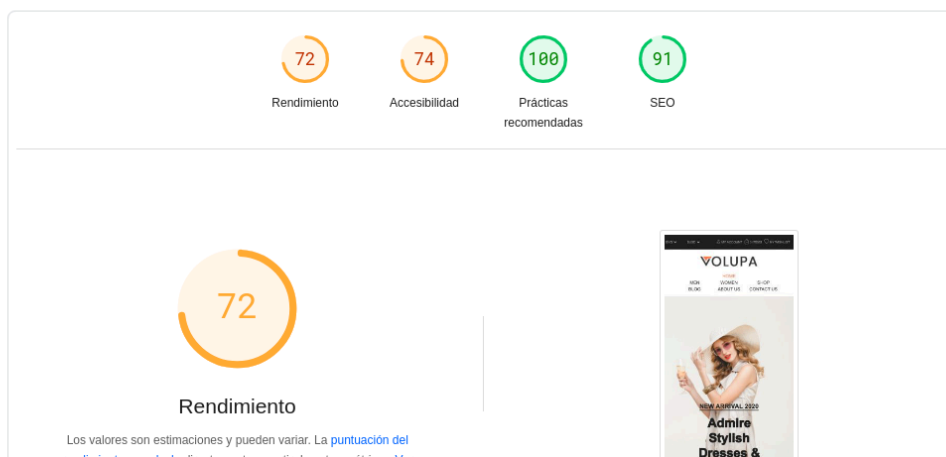 72
74
100
91
Rendimiento
Accesibilidad
Prácticas
recomendadas
SEO
72
Rendimiento
Los valores son estimaciones y pueden variar. La puntuación del
VOLUPA
HOME
MEN WOMEN SHOP
BLOG ABOUT US CONTACT US
NEW ARRIVAL 2020
Admire
Stylish
Dresses &